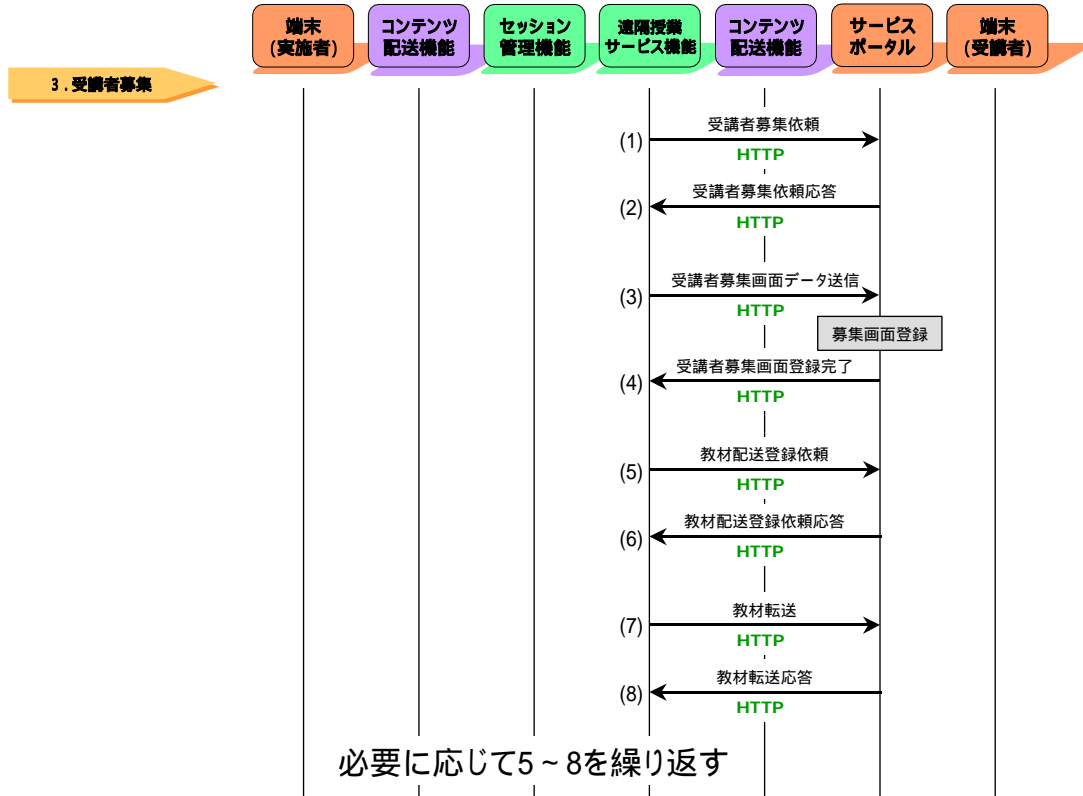 端末
(実施者)
コンテンツ
配送機能
セッション
管理機能
遠隔授業
サービス機能
コンテンツ
配送機能
サービス
ポータル
端末
(受講者)
3.受講者募集
(1)
受講者募集依頼
HTTP
(2)
受講者募集依頼応答
HTTP
(3)
受講者募集画面データ送信
HTTP
募集画面登録
(4)
受講者募集画面登録完了
HTTP
(5)
教材配送登録依頼
HTTP
(6)
教材配送登録依頼応答
HTTP
(7)
教材転送
HTTP
(8)
教材転送応答
HTTP
必要に応じて5~8を繰り返す